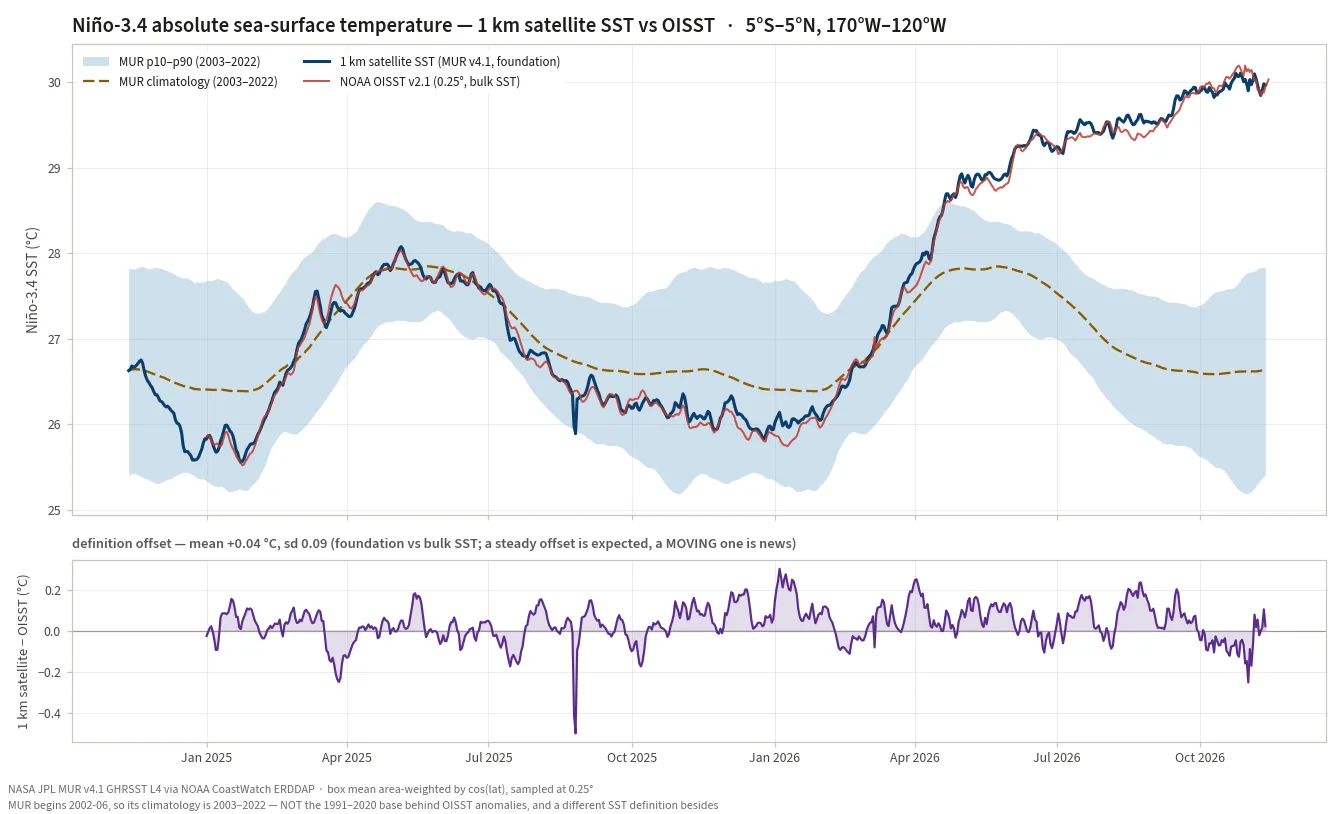 Niño-3.4 absolute sea-surface temperature — 1 km satellite SST vs OISST · 5°S–5°N, 170°W–120°W
MUR p10–p90 (2003–2022)
MUR climatology (2003–2022)
1 km satellite SST (MUR v4.1, foundation)
NOAA OISST v2.1 (0.25°, bulk SST)
Niño-3.4 SST (°C)
30
29
28
27
26
25
definition offset — mean +0.04 °C, sd 0.09 (foundation vs bulk SST; a steady offset is expected, a MOVING one is news)
1 km satellite − OISST (°C)
0.2
0.0
−0.2
−0.4
Jan 2025 Apr 2025 Jul 2025 Oct 2025 Jan 2026 Apr 2026 Jul 2026 Oct 2026
NASA JPL MUR v4.1 GHRSST L4 via NOAA CoastWatch ERDDAP · box mean area-weighted by cos(lat), sampled at 0.25°
MUR begins 2002-06, so its climatology is 2003–2022 — NOT the 1991–2020 base behind OISST anomalies, and a different SST definition besides